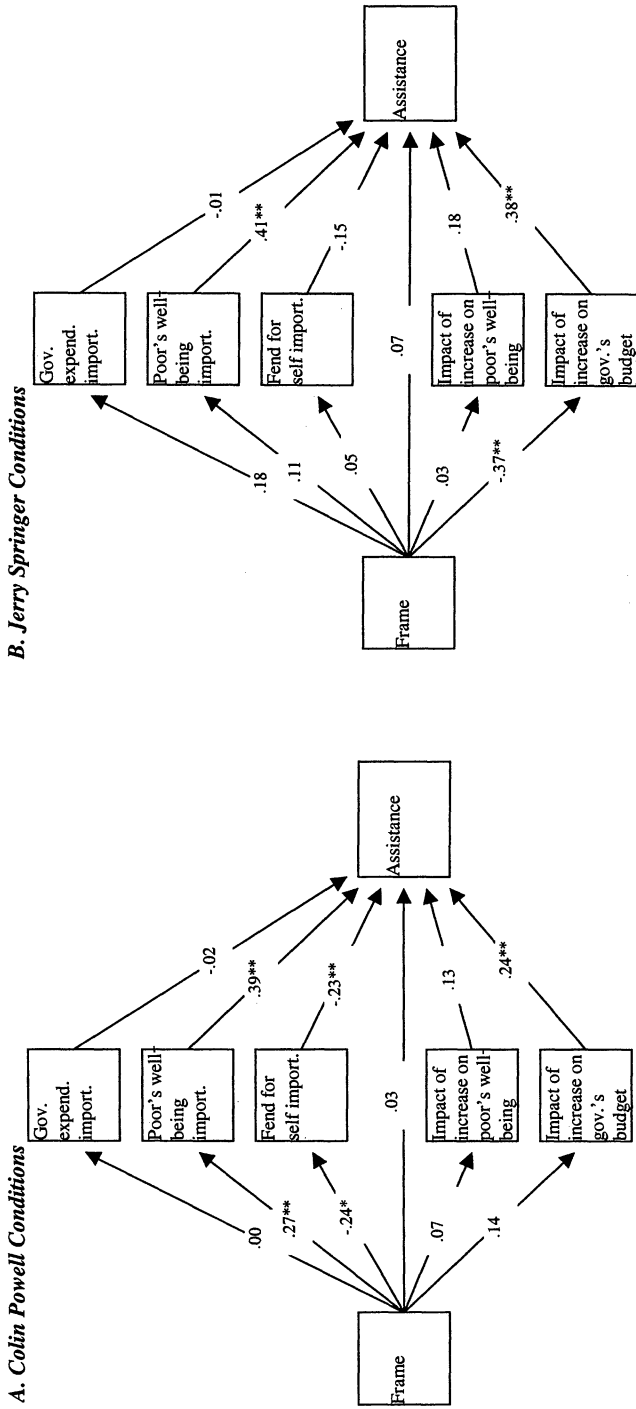 A. Colin Powell Conditions
Frame
.00
.27**
-.24*
.03
.07
.14
Gov.
expend.
import.
Poor's well-
being
import.
Fend for
self import.
Impact of
increase on
poor's well-
being
Impact of
increase on
gov.'s
budget
-.02
.39**
-.23**
.13
.24**
Assistance
B. Jerry Springer Conditions
Frame
.18
.11
.05
.07
.03
-.37**
Gov.
expend.
import.
Poor's well-
being
import.
Fend for
self import.
Impact of
increase on
poor's well-
being
Impact of
increase on
gov.'s
budget
-.01
.41**
-.15
.18
.38**
Assistance